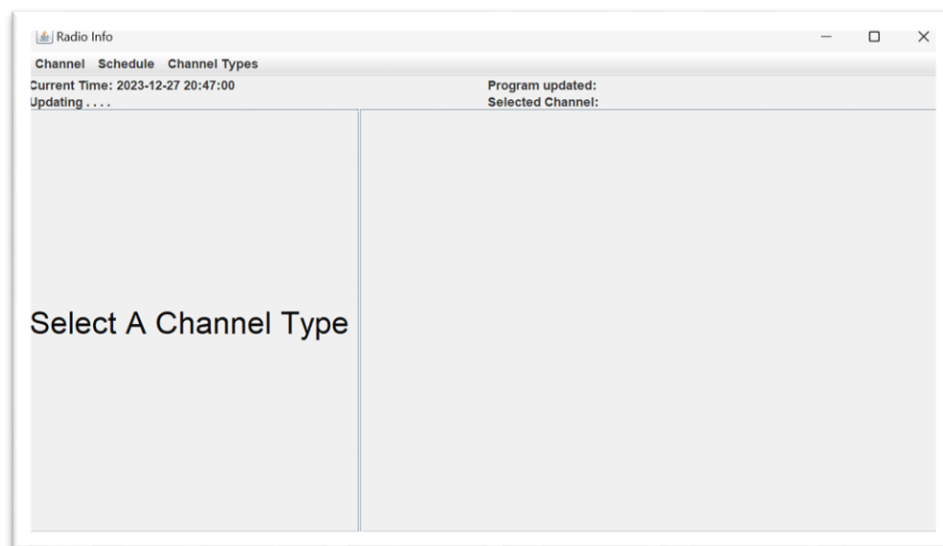 Radio Info
Channel Schedule Channel Types
Current Time: 2023-12-27 20:47:00
Program updated:
Updating . . . .
Selected Channel:
Select A Channel Type